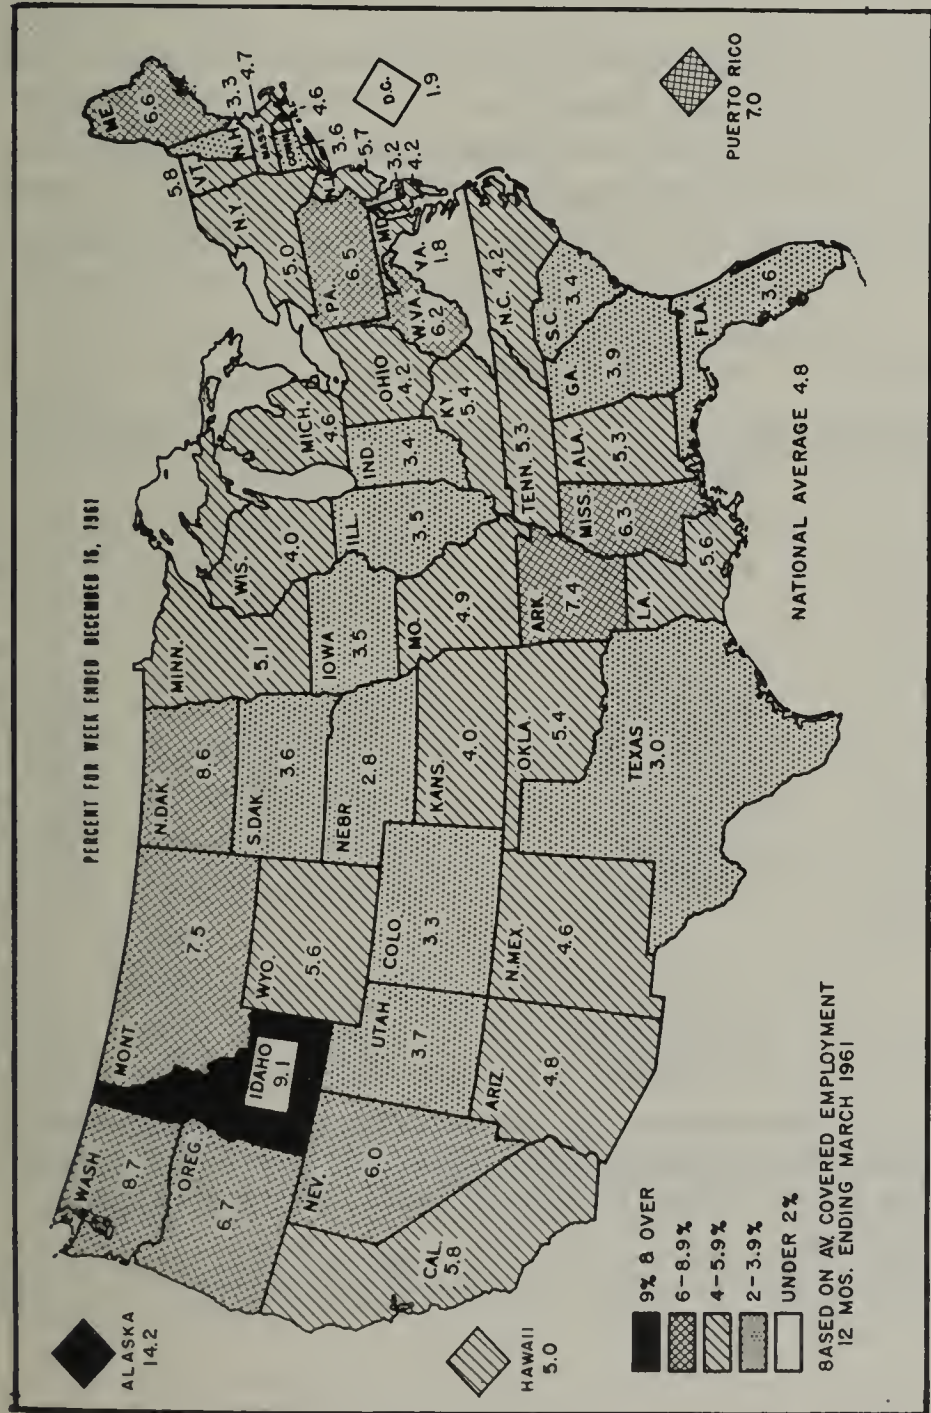 PERCENT FOR WEEK ENDED DECEMBER 16, 1961
ALASKA
14.2
HAWAII
5.0
WASH
8.7
OREG.
6.7
CAL.
5.8
NEV.
6.0
IDAHO
9.1
MONT
7.5
WYO.
5.6
UTAH
3.7
COLO
3.3
ARIZ.
4.8
N.MEX.
4.6
N.DAK.
8.6
S.DAK
3.6
NEBR
2.8
KANS.
4.0
OKLA
5.4
TEXAS
3.0
MINN.
5.1
IOWA
3.5
MO.
4.9
ARK.
7.4
LA.
5.6
WIS.
4.0
ILL.
3.5
MICH.
4.6
IND.
3.4
OHIO
4.2
KY.
5.4
TENN. 5.3
MISS.
6.3
ALA.
5.3
GA.
3.9
FLA.
3.6
S.C.
3.4
N.C. 4.2
VA.
1.8
W.VA.
6.2
PA.
6.5
N.Y.
5.0
VT.
5.8
N.H.
3.3
ME.
6.6
MASS.
4.7
CONN.
4.6
3.6
N.J.
5.7
MD.
3.2
4.2
D.C.
1.9
PUERTO RICO
7.0
NATIONAL AVERAGE 4.8
9% & OVER
6-8.9%
4-5.9%
2-3.9%
UNDER 2%
BASED ON AV. COVERED EMPLOYMENT
12 MOS. ENDING MARCH 1961